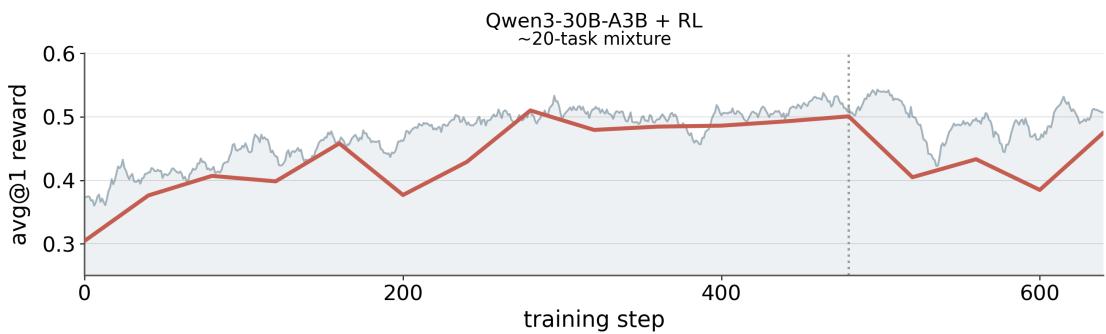 Qwen3-30B-A3B + RL
~20-task mixture
avg@1 reward
0.6
0.5
0.4
0.3
0
200
400
600
training step